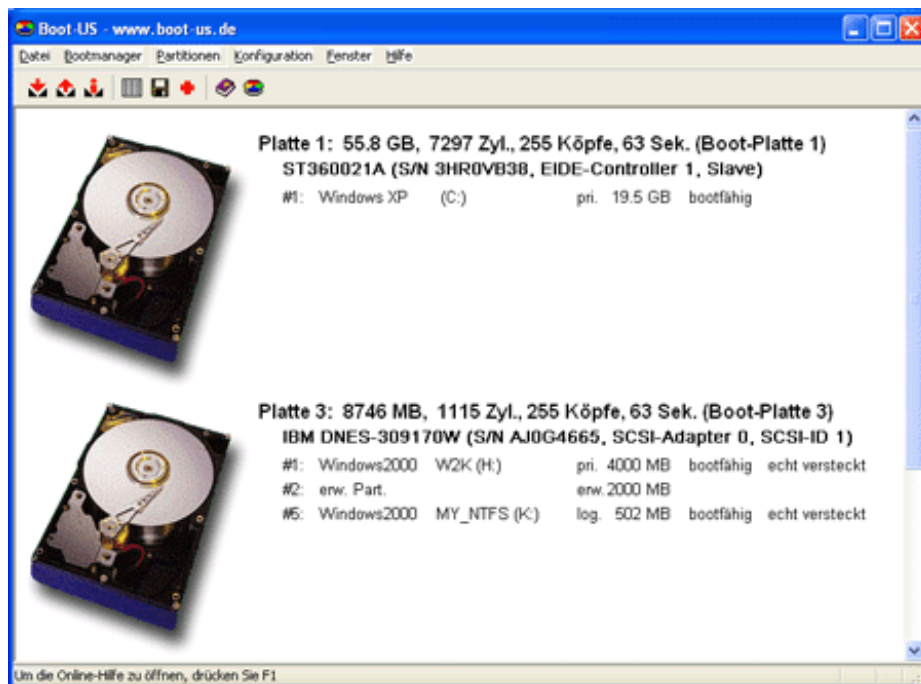 Boot-US - www.boot-us.de
Datei Bootmanager Partitionen Konfiguration Fenster Hilfe
Platte 1: 55.8 GB, 7297 Zyl., 255 Köpfe, 63 Sek. (Boot-Platte 1)
ST360021A (S/N 3HR0VB38, EIDE-Controller 1, Slave)
#1: Windows XP (C:) pri. 19.5 GB bootfähig
Platte 3: 8746 MB, 1115 Zyl., 255 Köpfe, 63 Sek. (Boot-Platte 3)
IBM DNES-309170W (S/N AJ0G4665, SCSI-Adapter 0, SCSI-ID 1)
#1: Windows2000 W2K (H:) pri. 4000 MB bootfähig echt versteckt
#2: erw. Part. erw. 2000 MB
#5: Windows2000 MY_NTFS (K:) log. 502 MB bootfähig echt versteckt
Um die Online-Hilfe zu öffnen, drücken Sie F1